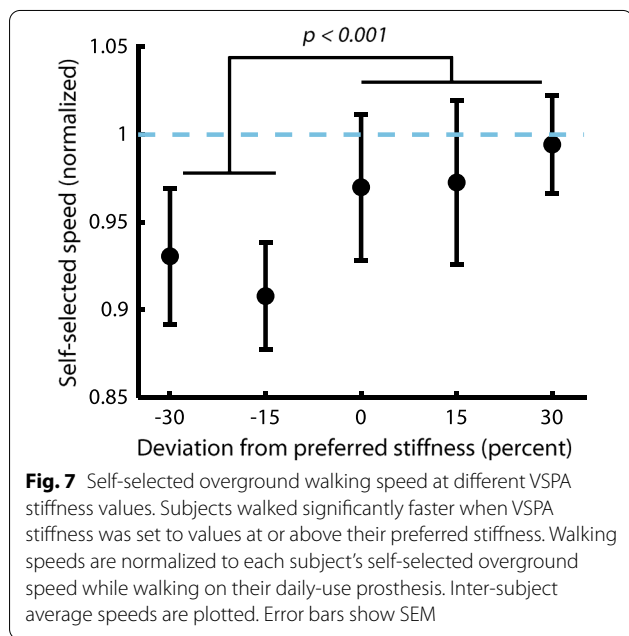 p < 0.001
1.05
1
0.95
0.9
0.85
Self-selected speed (normalized)
-30 -15 0 15 30
Deviation from preferred stiffness (percent)
Fig. 7 Self-selected overground walking speed at different VSPA
stiffness values. Subjects walked significantly faster when VSPA
stiffness was set to values at or above their preferred stiffness. Walking
speeds are normalized to each subject’s self-selected overground
speed while walking on their daily-use prosthesis. Inter-subject
average speeds are plotted. Error bars show SEM